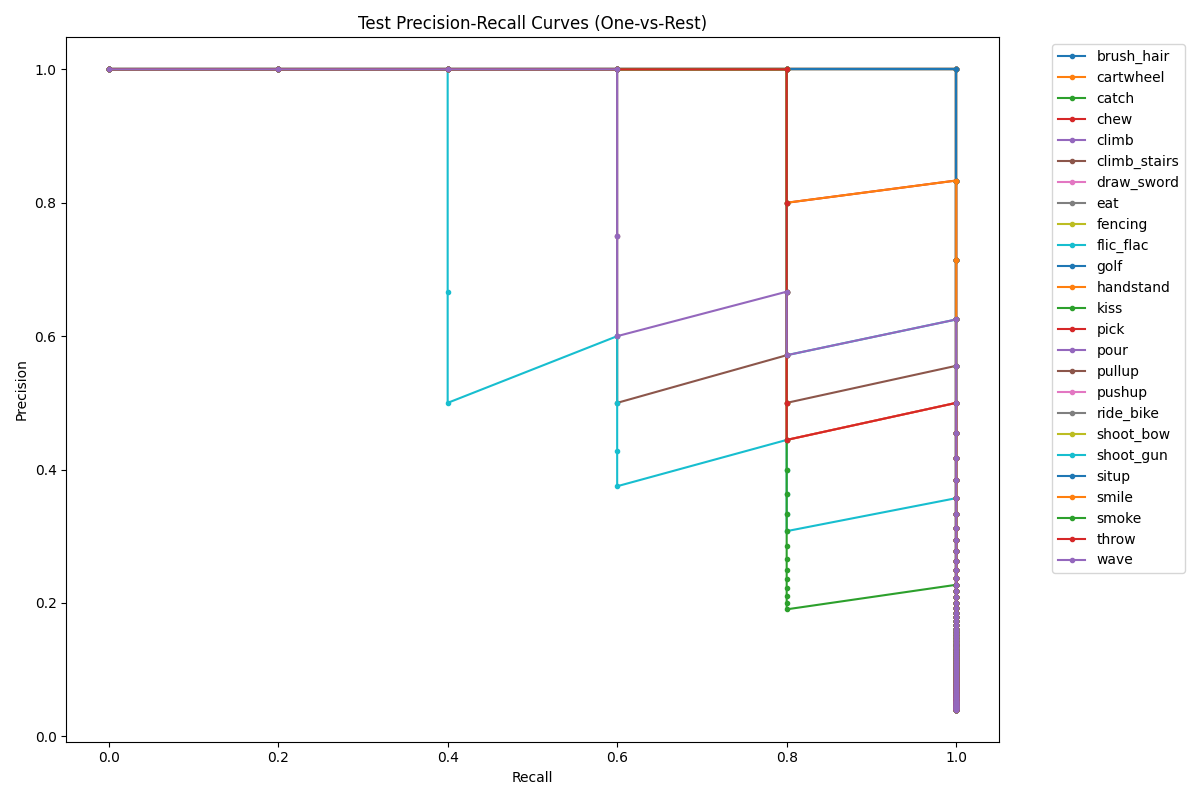 Test Precision-Recall Curves (One-vs-Rest)
1.0
0.8
0.6
0.4
0.2
0.0
Precision
0.0 0.2 0.4 0.6 0.8 1.0
Recall
brush_hair
cartwheel
catch
chew
climb
climb_stairs
draw_sword
eat
fencing
flic_flac
golf
handstand
kiss
pick
pour
pullup
pushup
ride_bike
shoot_bow
shoot_gun
situp
smile
smoke
throw
wave